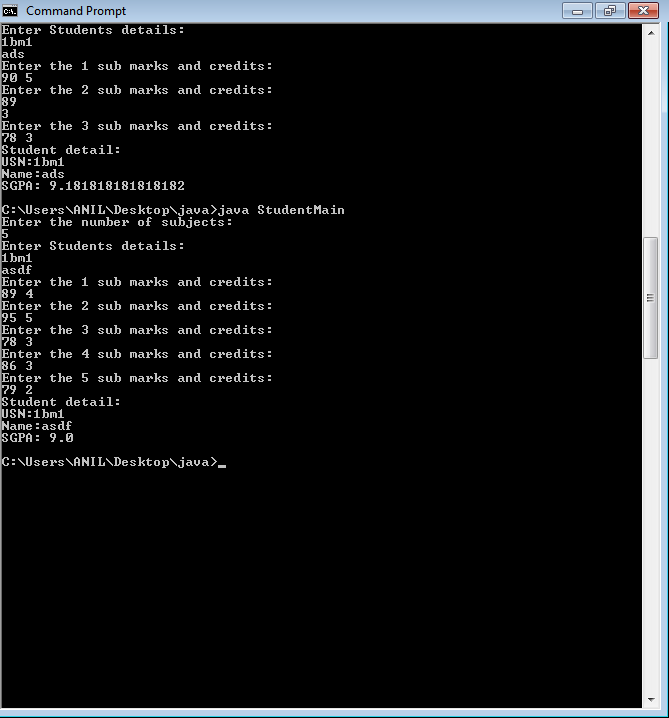 Command Prompt
Enter Students details:
1bm1
ads
Enter the 1 sub marks and credits:
90 5
Enter the 2 sub marks and credits:
89
3
Enter the 3 sub marks and credits:
78 3
Student detail:
USN:1bm1
Name:ads
SGPA: 9.181818181818182
C:\Users\ANIL\Desktop\java>java StudentMain
Enter the number of subjects:
5
Enter Students details:
1bm1
asdf
Enter the 1 sub marks and credits:
89 4
Enter the 2 sub marks and credits:
95 5
Enter the 3 sub marks and credits:
78 3
Enter the 4 sub marks and credits:
86 3
Enter the 5 sub marks and credits:
79 2
Student detail:
USN:1bm1
Name:asdf
SGPA: 9.0
C:\Users\ANIL\Desktop\java>_